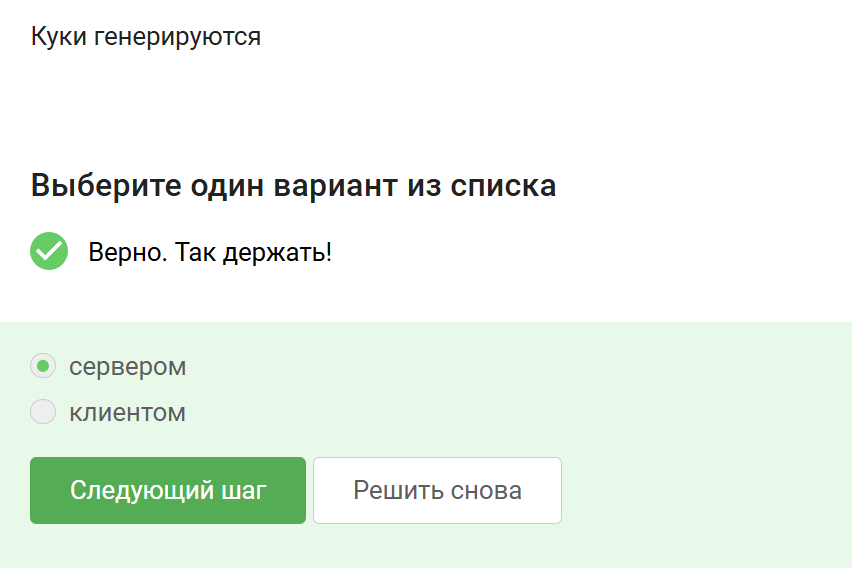 Куки генерируются
Выберите один вариант из списка
Верно. Так держать!
сервером
клиентом
Следующий шаг
Решить снова